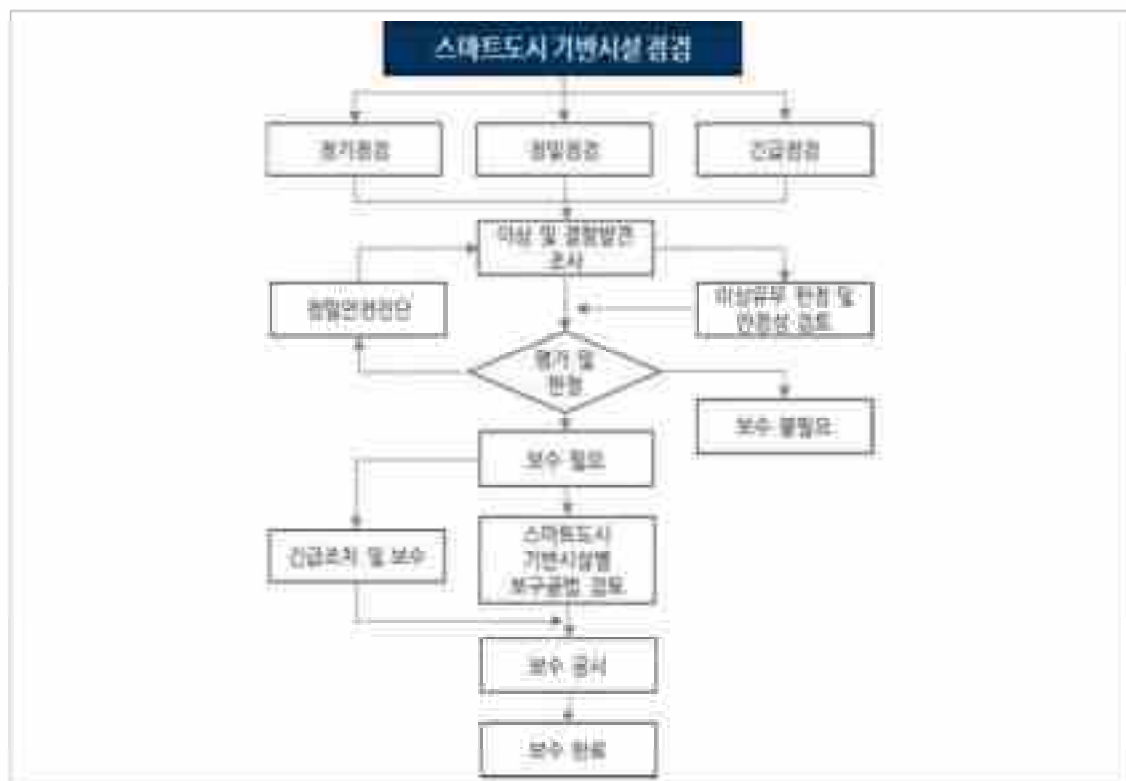 스마트도시 기반시설 점검
정기점검
정밀점검
긴급점검
이상 및 결함발견
조사
정밀안전진단
이상유무 판정 및
안전성 검토
평가 및
판정
보수 불필요
보수 필요
긴급조치 및 보수
스마트도시
기반시설별
보구공법 검토
보수 공사
보수 완료